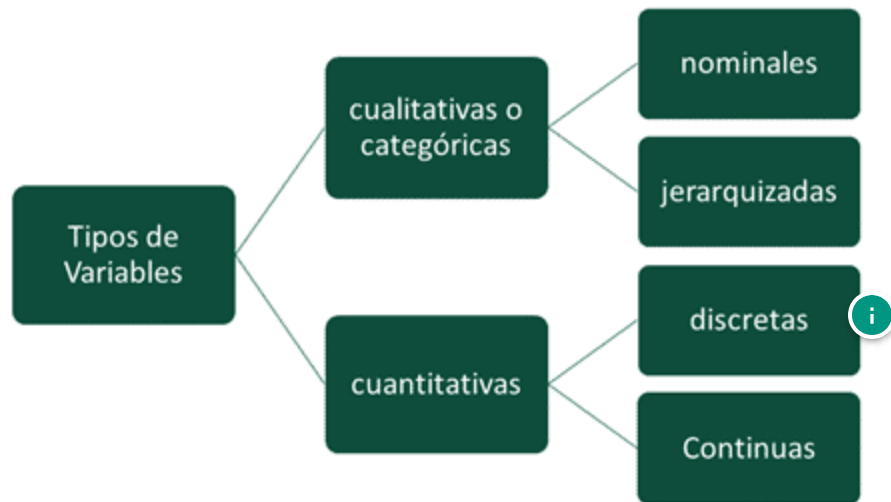 Tipos de
Variables
cualitativas o
categóricas
nominales
jerarquizadas
cuantitativas
discretas
i
Continuas